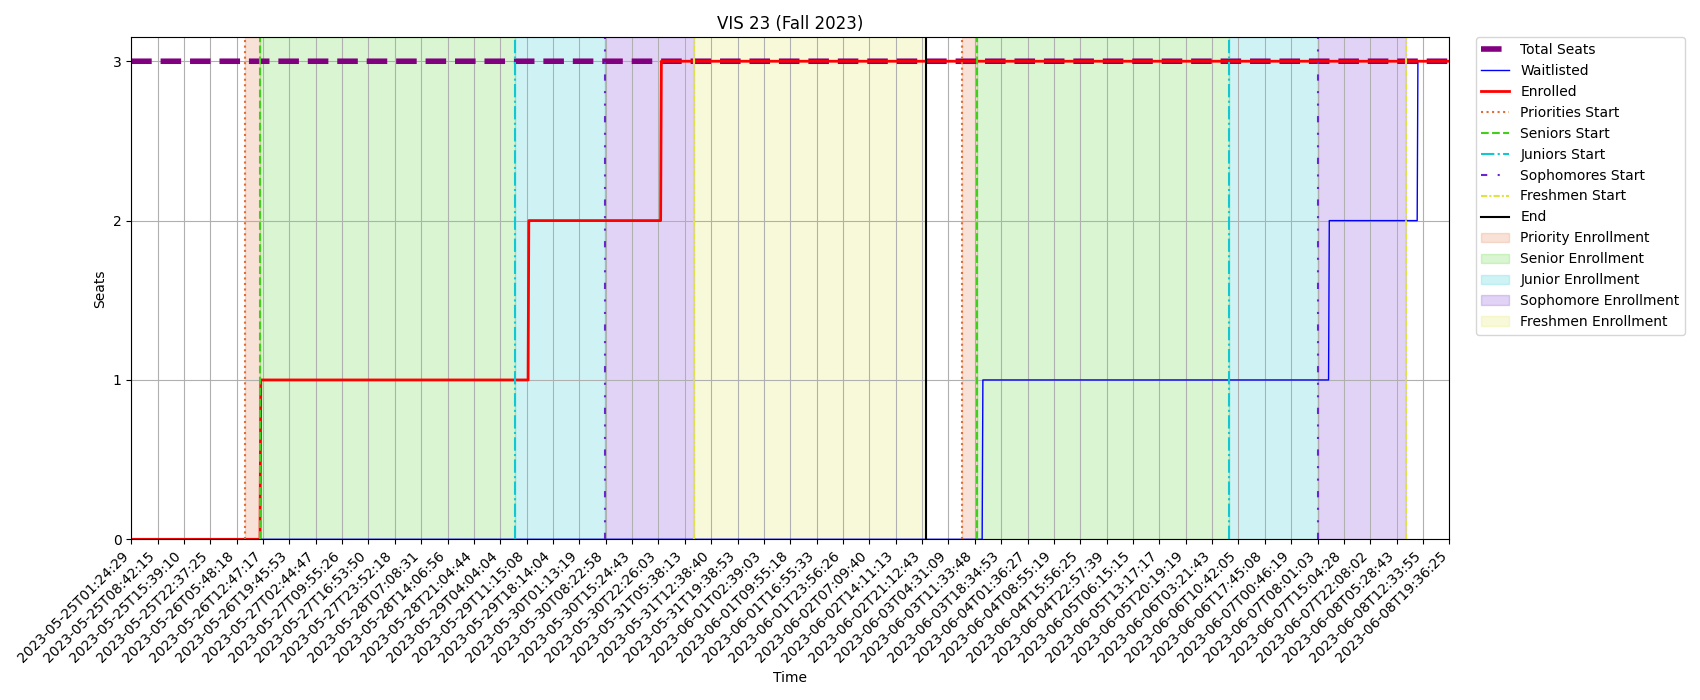 VIS 23 (Fall 2023)
Seats
3
2
1
0
2023-05-25T01:24:29
2023-05-25T08:42:15
2023-05-25T15:39:10
2023-05-25T22:37:25
2023-05-26T05:48:18
2023-05-26T12:47:17
2023-05-26T19:45:53
2023-05-27T02:44:47
2023-05-27T09:55:26
2023-05-27T16:53:50
2023-05-27T23:52:18
2023-05-28T07:08:31
2023-05-28T14:06:56
2023-05-28T21:04:44
2023-05-29T04:04:04
2023-05-29T11:15:08
2023-05-29T18:14:04
2023-05-30T01:13:19
2023-05-30T08:22:58
2023-05-30T15:24:43
2023-05-30T22:26:03
2023-05-31T05:38:13
2023-05-31T12:38:40
2023-05-31T19:38:53
2023-06-01T02:39:03
2023-06-01T09:55:18
2023-06-01T16:55:33
2023-06-01T23:56:26
2023-06-02T07:09:40
2023-06-02T14:11:13
2023-06-02T21:12:43
2023-06-03T04:31:09
2023-06-03T11:33:48
2023-06-03T18:34:53
2023-06-04T01:36:27
2023-06-04T08:55:19
2023-06-04T15:56:25
2023-06-04T22:57:39
2023-06-05T06:15:15
2023-06-05T13:17:17
2023-06-05T20:19:19
2023-06-06T03:21:43
2023-06-06T10:42:05
2023-06-06T17:45:08
2023-06-07T00:46:19
2023-06-07T08:01:03
2023-06-07T15:04:28
2023-06-07T22:08:02
2023-06-08T05:28:43
2023-06-08T12:33:55
2023-06-08T19:36:25
Time
Total Seats
Waitlisted
Enrolled
Priorities Start
Seniors Start
Juniors Start
Sophomores Start
Freshmen Start
End
Priority Enrollment
Senior Enrollment
Junior Enrollment
Sophomore Enrollment
Freshmen Enrollment